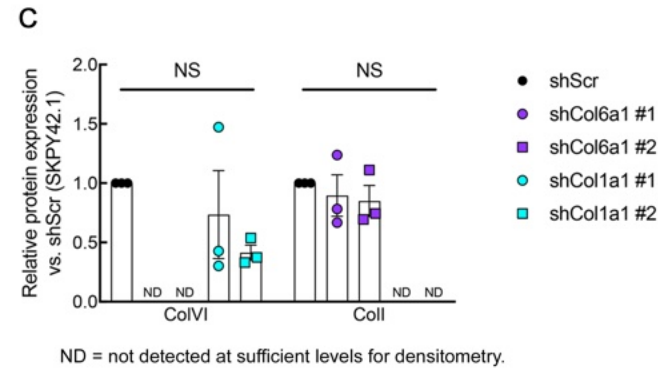 C
Relative protein expression
vs. shScr (SKPY42.1)
2.0
1.5
1.0
0.5
0.0
NS
NS
ND
ND
ND
ND
ColVI
ColI
shScr
shCol6a1 #1
shCol6a1 #2
shCol1a1 #1
shCol1a1 #2
ND = not detected at sufficient levels for densitometry.